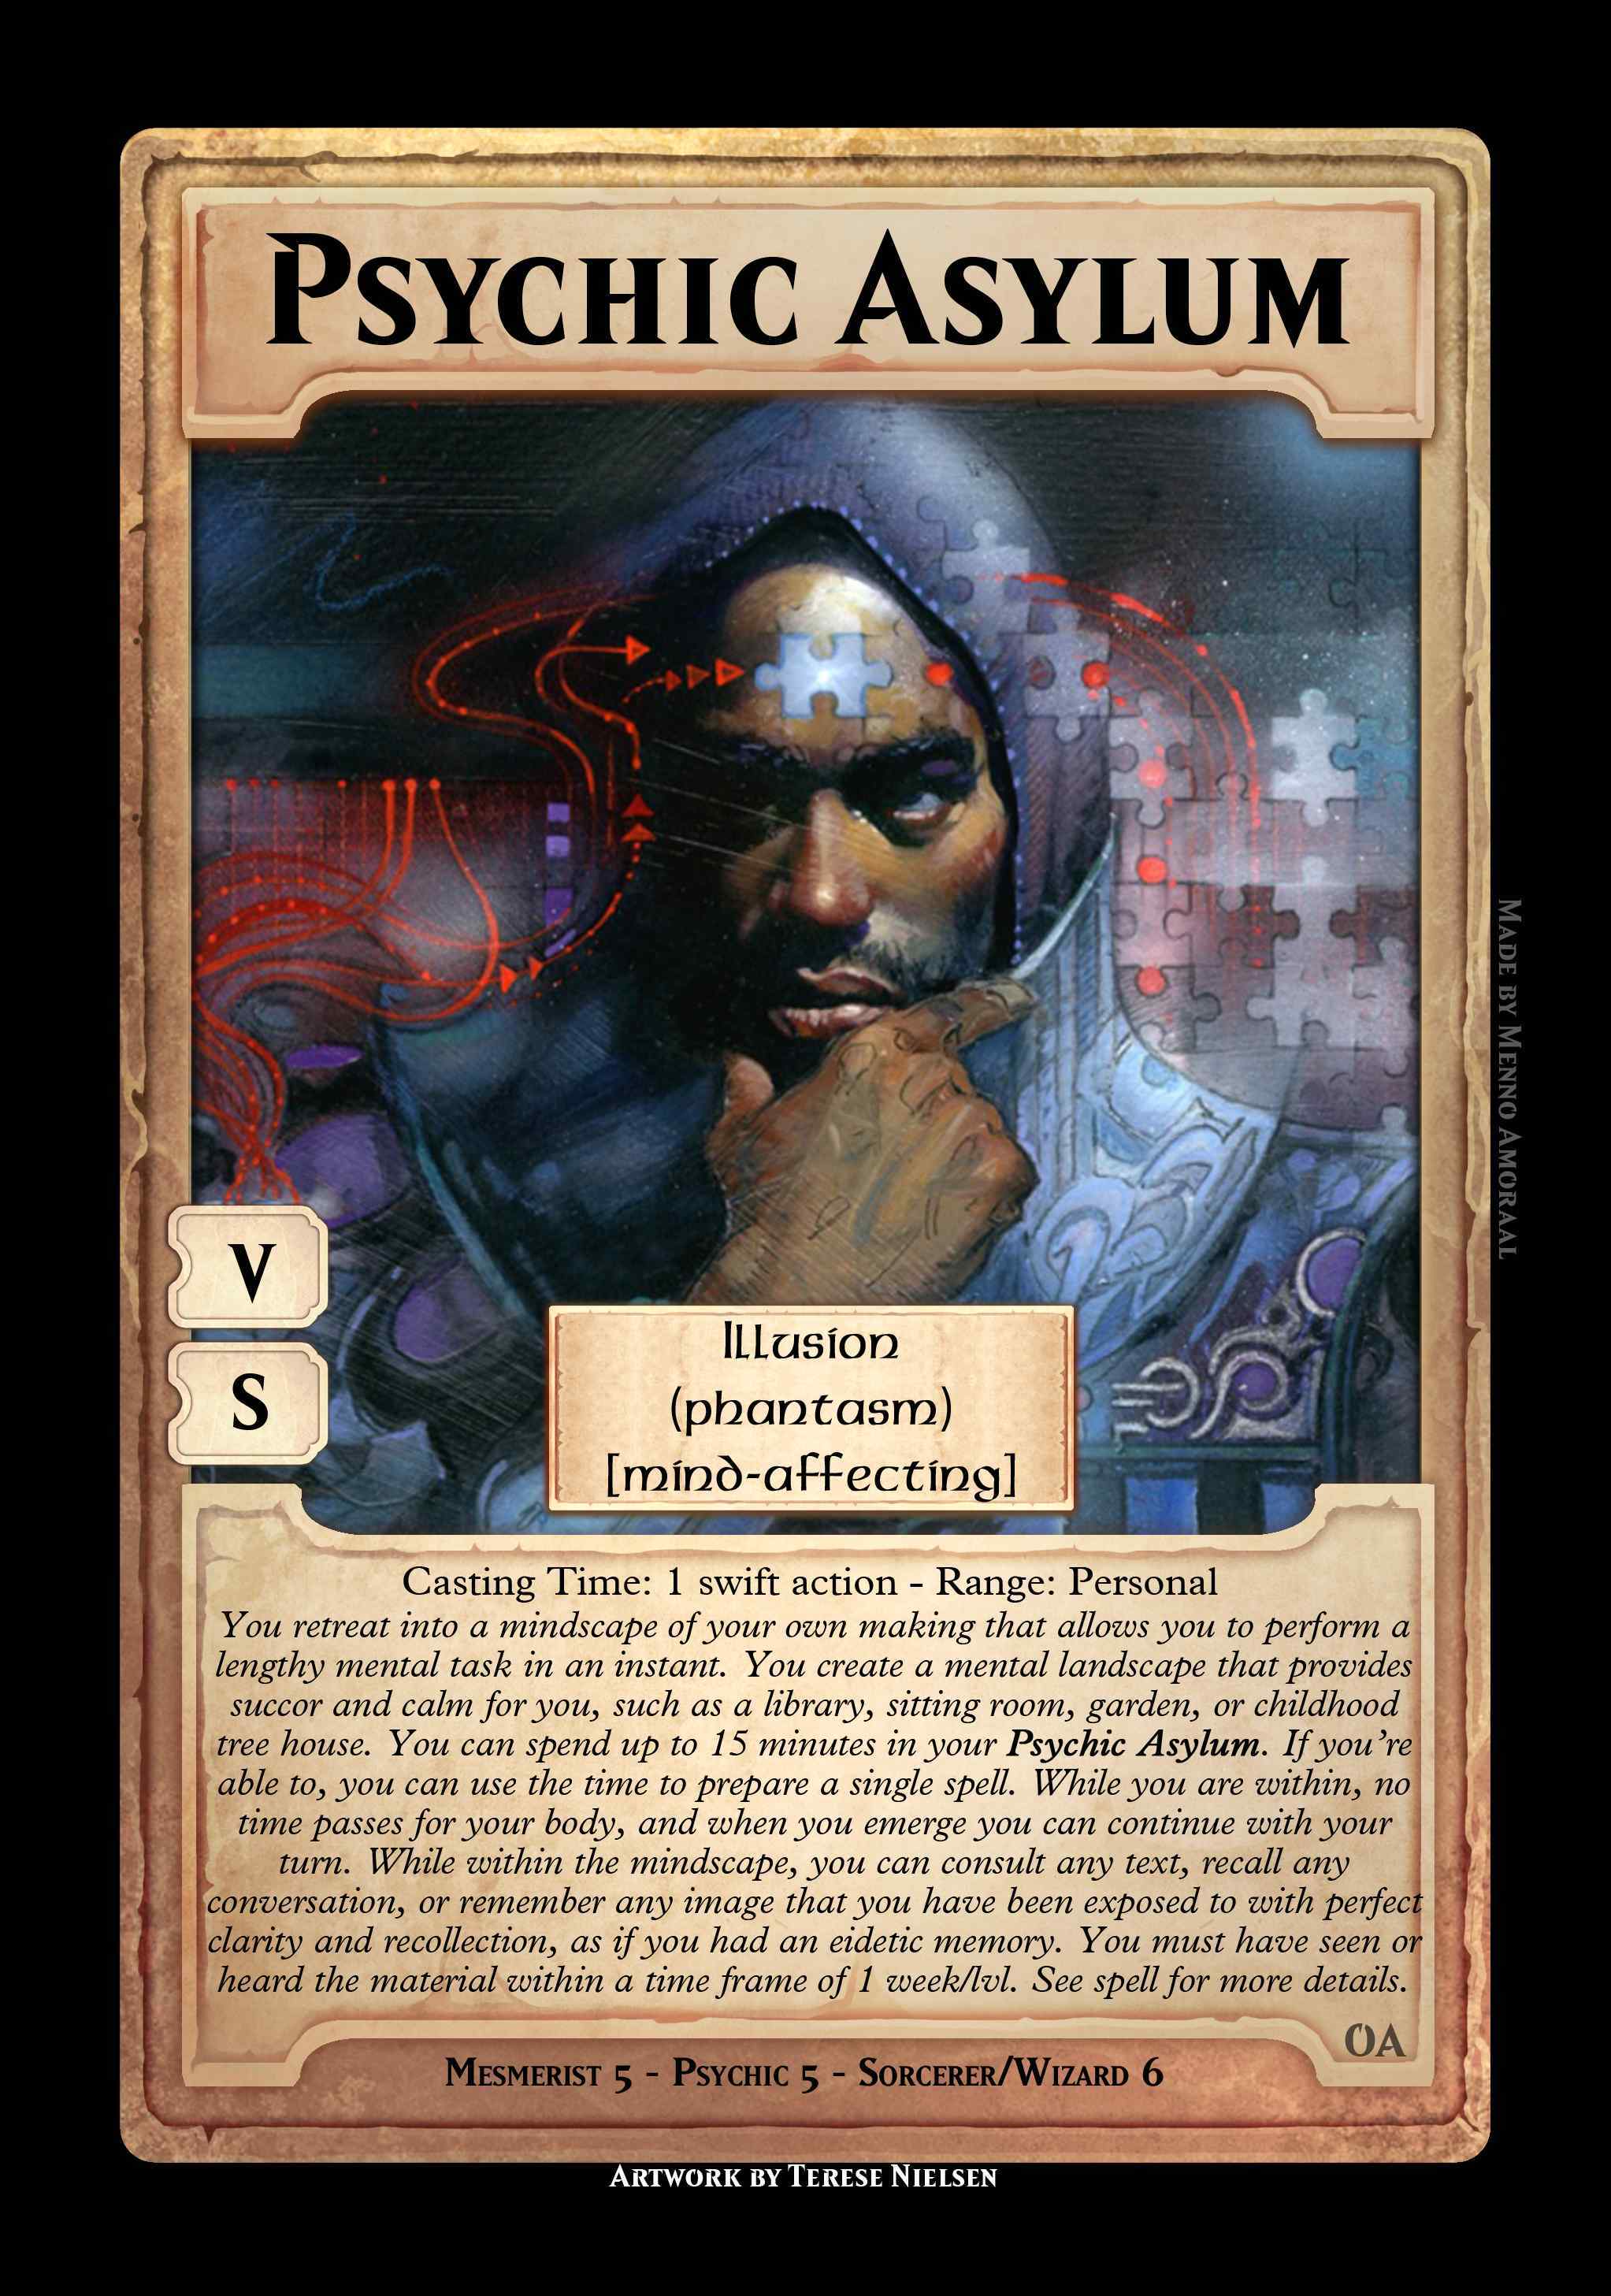 Psychic Asylum
V
S
Illusion
(phantasm)
[mind-affecting]
Casting Time: 1 swift action - Range: Personal
You retreat into a mindscape of your own making that allows you to perform a
lengthy mental task in an instant. You create a mental landscape that provides
succor and calm for you, such as a library, sitting room, garden, or childhood
tree house. You can spend up to 15 minutes in your Psychic Asylum. If you're
able to, you can use the time to prepare a single spell. While you are within, no
time passes for your body, and when you emerge you can continue with your
turn. While within the mindscape, you can consult any text, recall any
conversation, or remember any image that you have been exposed to with perfect
clarity and recollection, as if you had an eidetic memory. You must have seen or
heard the material within a time frame of 1 week/lvl. See spell for more details.
OA
Mesmerist 5 - Psychic 5 - Sorcerer/Wizard 6
Artwork by Terese Nielsen
Made by Menno Amoraal